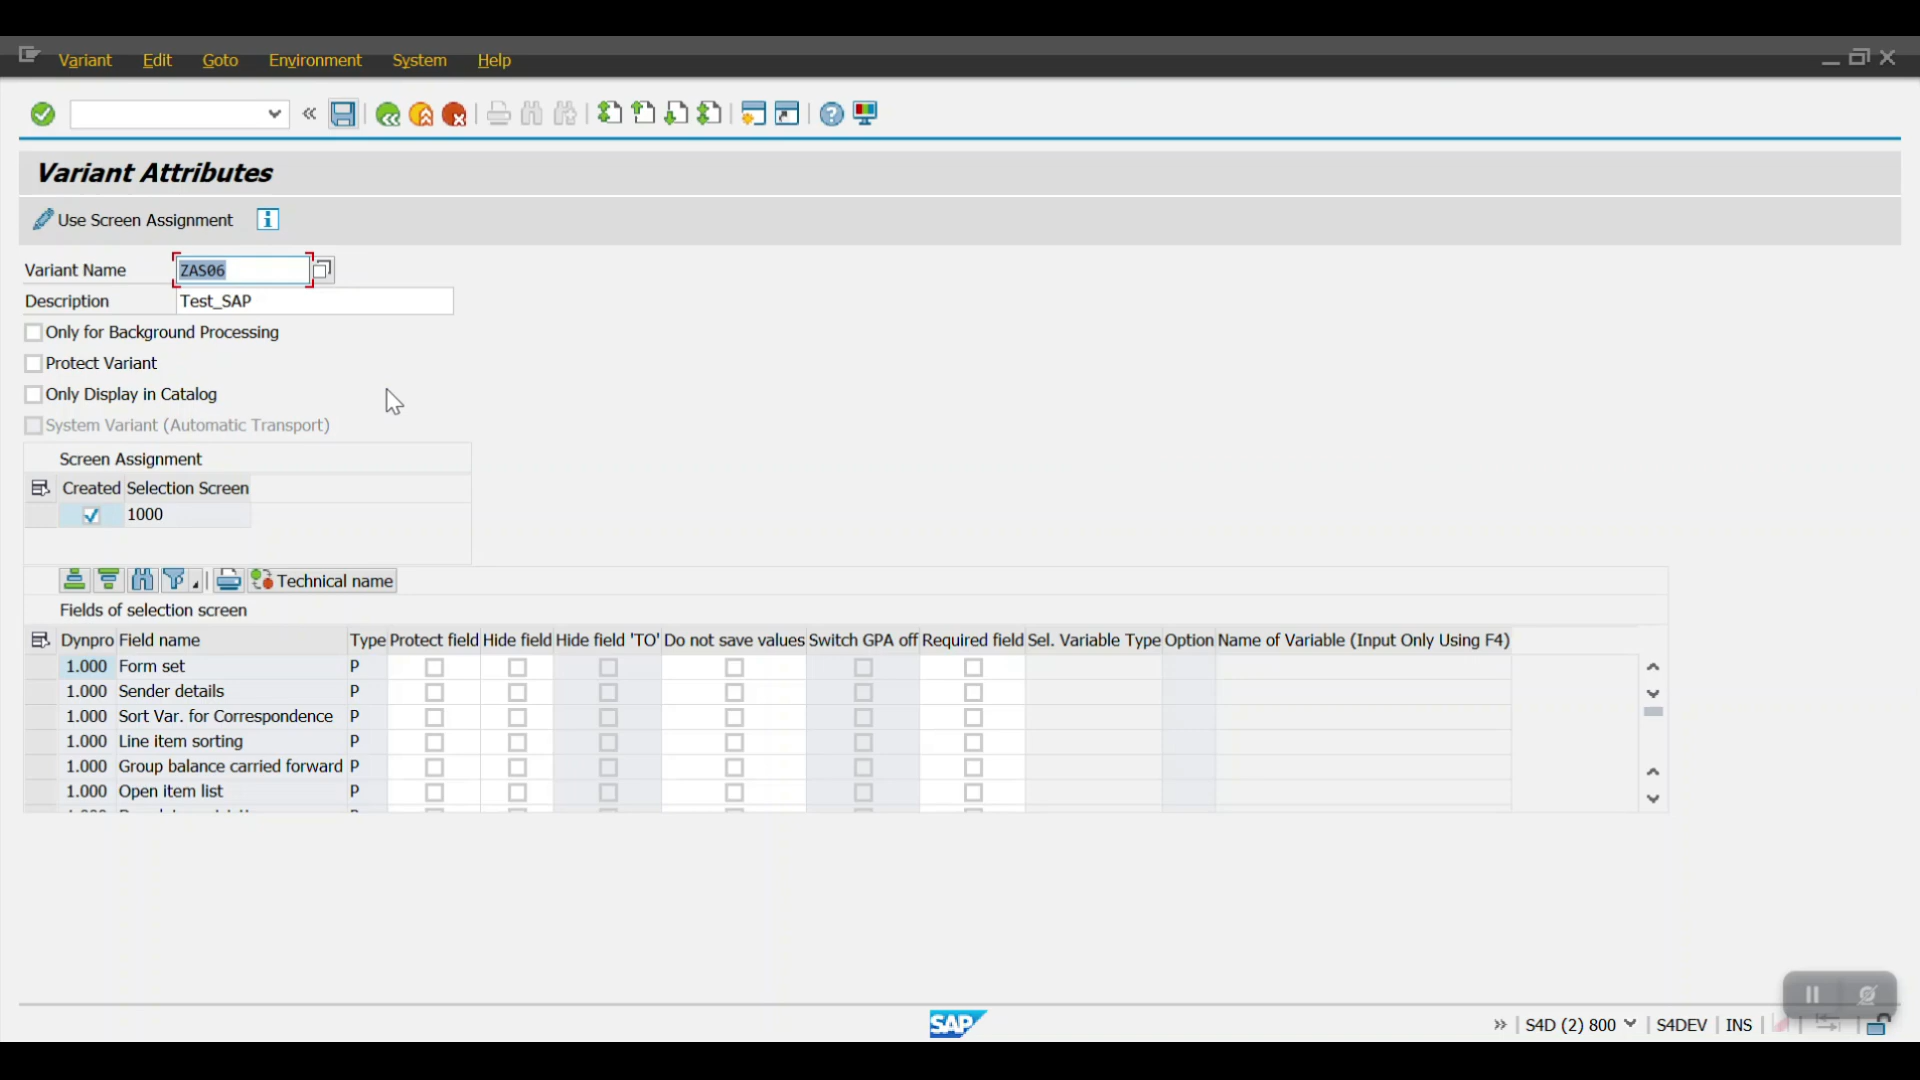 Variant Edit Goto Environment System Help
Variant Attributes
Use Screen Assignment
Variant Name ZAS06
Description Test_SAP
Only for Background Processing
Protect Variant
Only Display in Catalog
System Variant (Automatic Transport)
Screen Assignment
Created Selection Screen
1000
Technical name
Fields of selection screen
Dynpro Field name Type Protect field Hide field Hide field 'TO' Do not save values Switch GPA off Required field Sel. Variable Type Option Name of Variable (Input Only Using F4)
1.000 Form set P
1.000 Sender details P
1.000 Sort Var. for Correspondence P
1.000 Line item sorting P
1.000 Group balance carried forward P
1.000 Open item list P
SAP S4D (2) 800 S4DEV INS